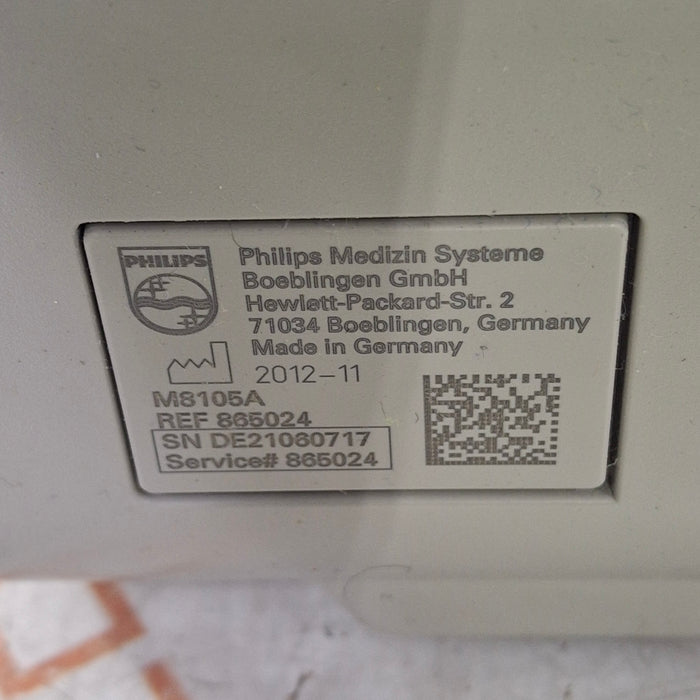 PHILIPS
Philips Medizin Systeme
Boeblingen GmbH
Hewlett-Packard-Str. 2
71034 Boeblingen, Germany
Made in Germany
2012-11
M8105A
REF 865024
SN DE21060717
Service# 865024